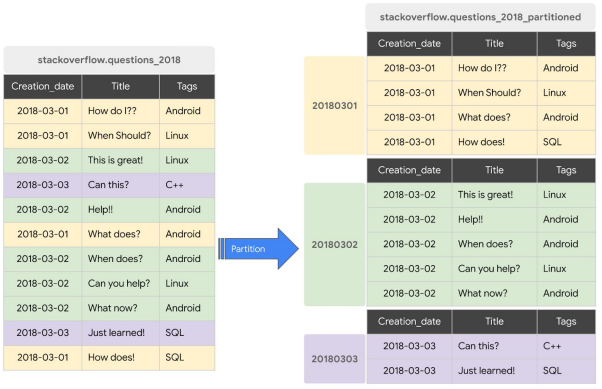 stackoverflow.questions_2018
Creation_date Title Tags
2018-03-01 How do I?? Android
2018-03-01 When Should? Linux
2018-03-02 This is great! Linux
2018-03-03 Can this? C++
2018-03-02 Help!! Android
2018-03-01 What does? Android
2018-03-02 When does? Android
2018-03-02 Can you help? Linux
2018-03-02 What now? Android
2018-03-03 Just learned! SQL
2018-03-01 How does! SQL
Partition
stackoverflow.questions_2018_partitioned
20180301
Creation_date Title Tags
2018-03-01 How do I?? Android
2018-03-01 When Should? Linux
2018-03-01 What does? Android
2018-03-01 How does! SQL
20180302
Creation_date Title Tags
2018-03-02 This is great! Linux
2018-03-02 Help!! Android
2018-03-02 When does? Android
2018-03-02 Can you help? Linux
2018-03-02 What now? Android
20180303
Creation_date Title Tags
2018-03-03 Can this? C++
2018-03-03 Just learned! SQL